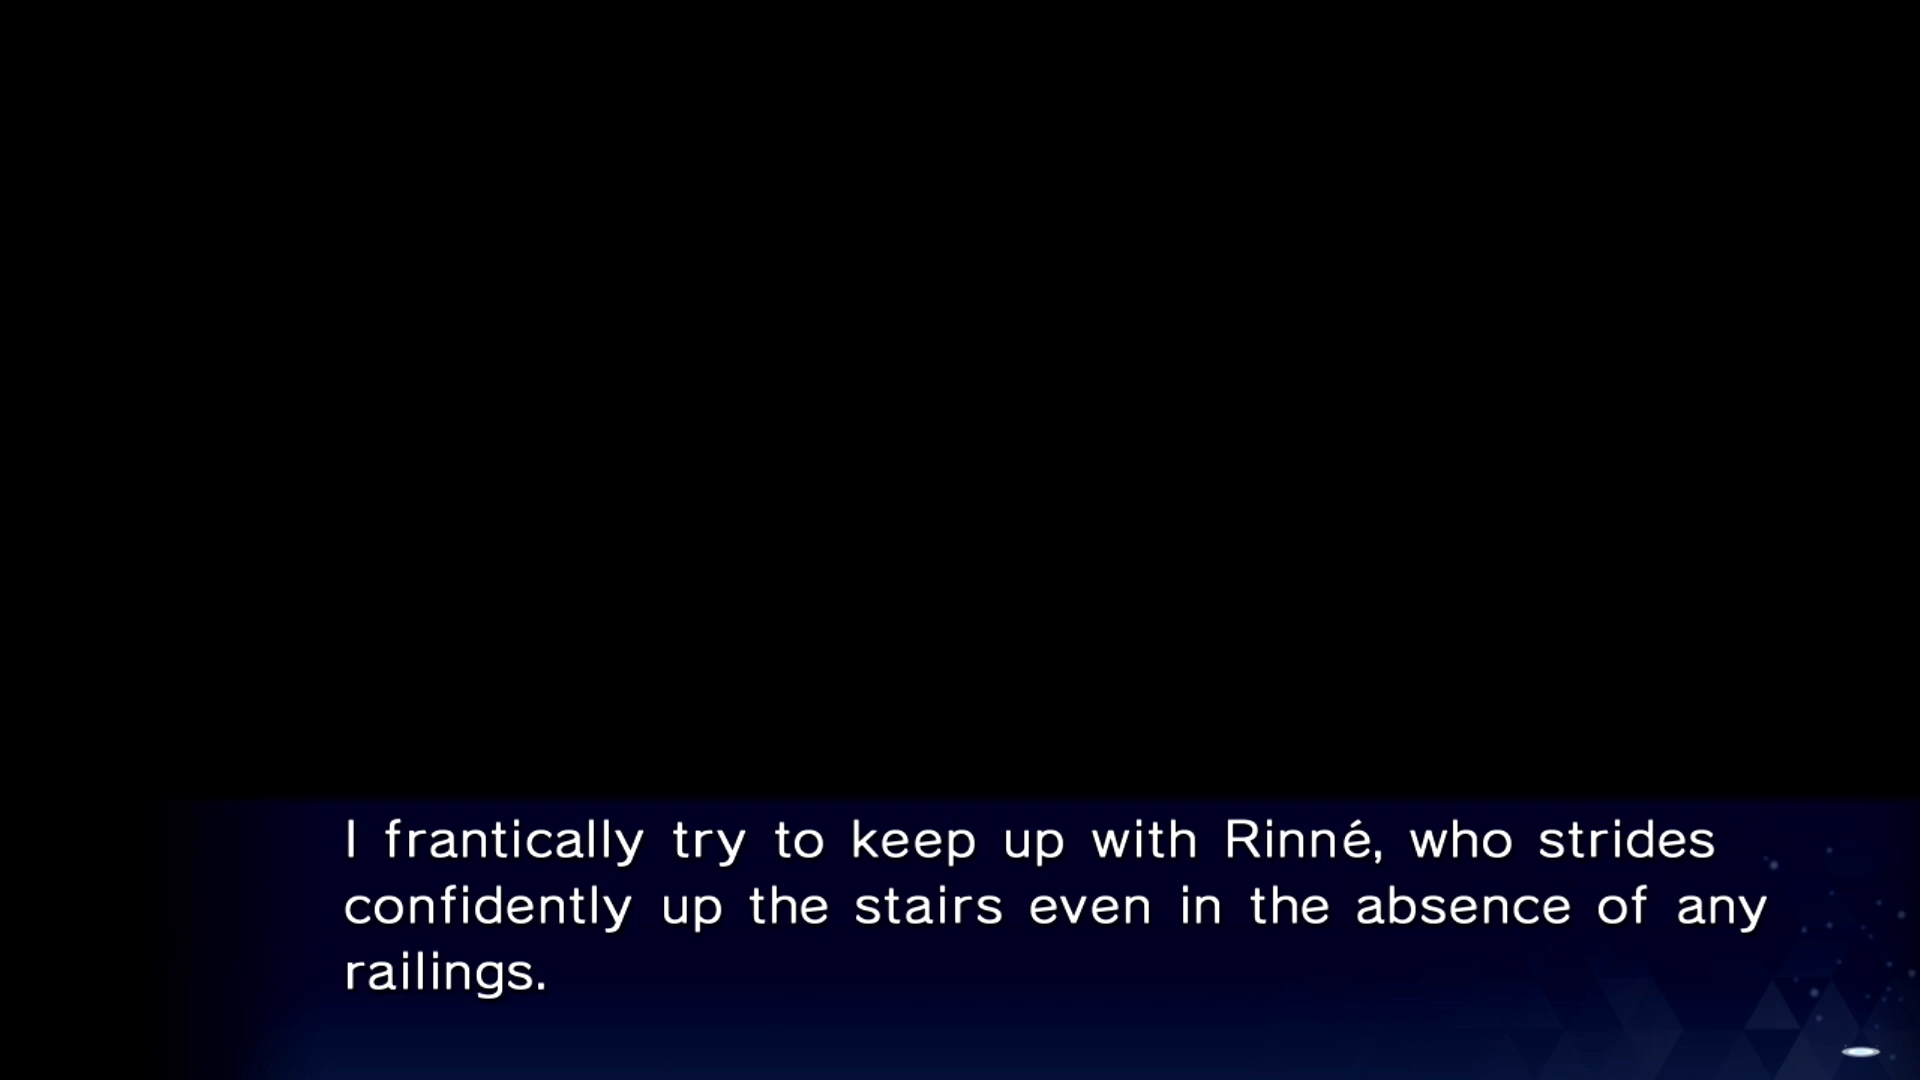 I frantically try to keep up with Rinné, who strides
confidently up the stairs even in the absence of any
railings.